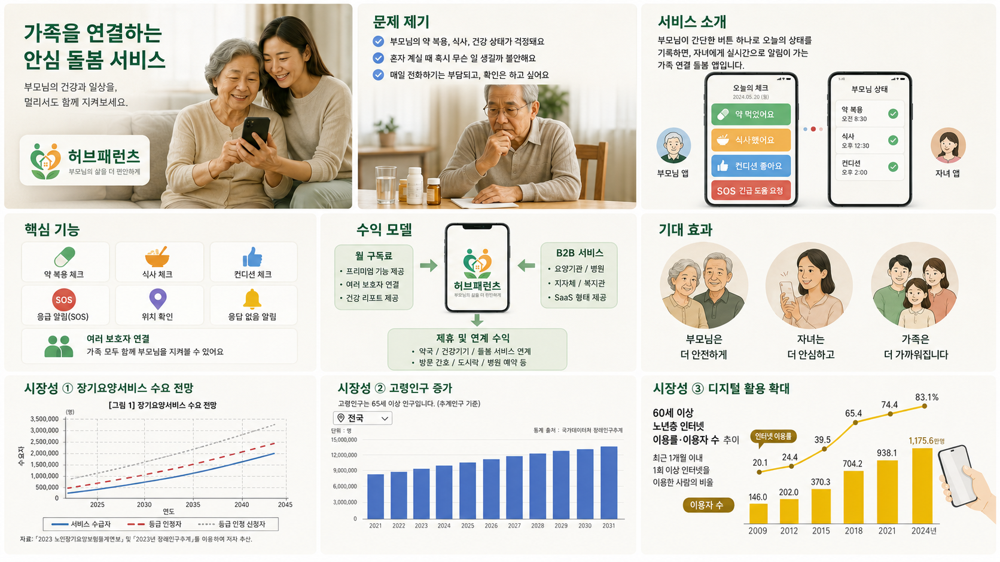 가족을 연결하는
안심 돌봄 서비스
부모님의 건강과 일상을,
멀리서도 함께 지켜보세요.
허브패런츠
부모님의 삶을 더 편안하게
문제 제기
부모님의 약 복용, 식사, 건강 상태가 걱정돼요
혼자 계실 때 혹시 무슨 일 생길까 불안해요
매일 전화하기는 부담되고, 확인은 하고 싶어요
서비스 소개
부모님이 간단한 버튼 하나로 오늘의 상태를
기록하면, 자녀에게 실시간으로 알림이 가는
가족 연결 돌봄 앱입니다.
부모님 앱
오늘의 체크
2024.05.20 (월)
약 먹었어요
식사했어요
컨디션 좋아요
SOS 긴급 도움 요청
부모님 상태
약 복용
오전 8:30
식사
오후 12:30
컨디션
오후 2:00
자녀 앱
핵심 기능
약 복용 체크
식사 체크
컨디션 체크
SOS
응급 알림(SOS)
위치 확인
응답 없음 알림
여러 보호자 연결
가족 모두 함께 부모님을 지켜볼 수 있어요
수익 모델
월 구독료
• 프리미엄 기능 제공
• 여러 보호자 연결
• 건강 리포트 제공
허브패런츠
부모님의 삶을 더 편안하게
B2B 서비스
• 요양기관 / 병원
• 지자체 / 복지관
• SaaS 형태 제공
제휴 및 연계 수익
• 약국 / 건강기기 / 돌봄 서비스 연계
• 방문 간호 / 도시락 / 병원 예약 등
기대 효과
부모님은
더 안전하게
자녀는
더 안심하고
가족은
더 가까워집니다
시장성 ① 장기요양서비스 수요 전망
[그림 1] 장기요양서비스 수요 전망
(명)
3,500,000
3,000,000
2,500,000
2,000,000
1,500,000
1,000,000
500,000
0
수요자
2025 2030 2035 2040 2045
연도
서비스 수급자 등급 인정자 등급 인정 신청자
자료: 「2023 노인장기요양보험통계연보」 및 「2023년 장래인구추계」를 이용하여 저자 추산.
시장성 ② 고령인구 증가
고령인구는 65세 이상 인구입니다. (추계인구 기준)
전국
단위 : 명
통계 출처 : 국가데이터처 장래인구추계
15,000,000
12,000,000
9,000,000
6,000,000
3,000,000
0
2021 2022 2023 2024 2025 2026 2027 2028 2029 2030 2031
시장성 ③ 디지털 활용 확대
60세 이상
노년층 인터넷
이용률·이용자 수 추이
최근 1개월 이내
1회 이상 인터넷을
이용한 사람의 비율
인터넷 이용률
20.1 24.4 39.5 65.4 74.4 83.1%
이용자 수
146.0 202.0 370.3 704.2 938.1 1,175.6만명
2009 2012 2015 2018 2021 2024년